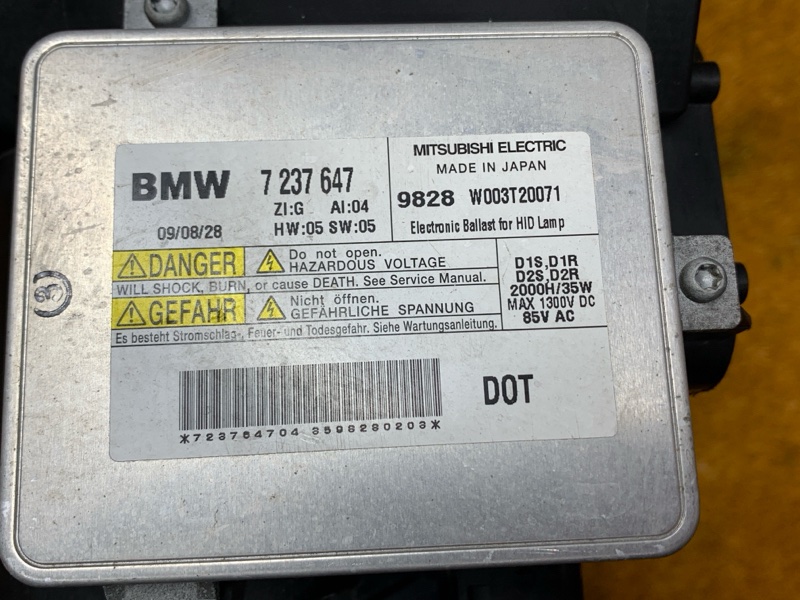 BMW 7 237 647
ZI:G AI:04
09/08/28 HW:05 SW:05
MITSUBISHI ELECTRIC
MADE IN JAPAN
9828 W003T20071
Electronic Ballast for HID Lamp
DANGER Do not open.
HAZARDOUS VOLTAGE
WILL SHOCK, BURN, or cause DEATH. See Service Manual.
GEFAHR Nicht öffnen.
GEFÄHRLICHE SPANNUNG
Es besteht Stromschlag-, Feuer- und Todesgefahr. Siehe Wartungsanleitung.
D1S,D1R
D2S,D2R
2000H/35W
MAX 1300V DC
85V AC
DOT
*723764704 3598280203*